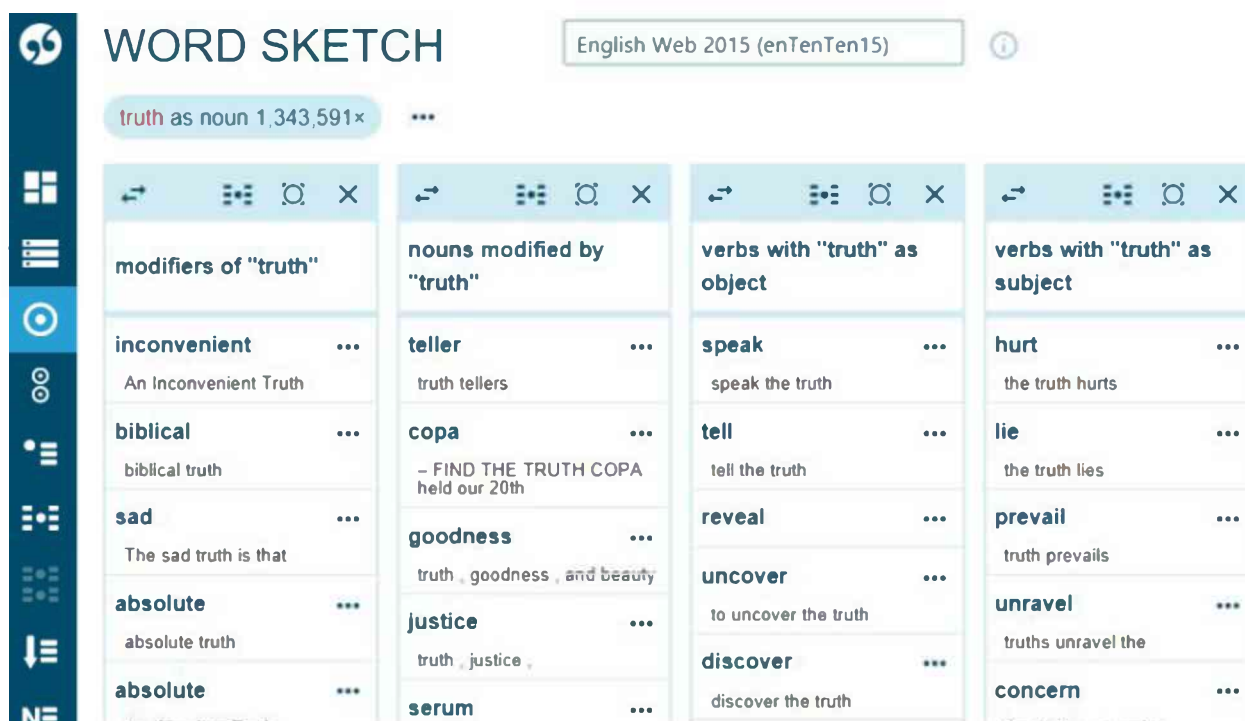 WORD SKETCH
English Web 2015 (enTenTen15)
truth as noun 1,343,591×
modifiers of "truth"
inconvenient
An Inconvenient Truth
biblical
biblical truth
sad
The sad truth is that
absolute
absolute truth
absolute
nouns modified by
"truth"
teller
truth tellers
copa
– FIND THE TRUTH COPA
held our 20th
goodness
truth , goodness , and beauty
justice
truth , justice ,
serum
verbs with "truth" as
object
speak
speak the truth
tell
tell the truth
reveal
uncover
to uncover the truth
discover
discover the truth
verbs with "truth" as
subject
hurt
the truth hurts
lie
the truth lies
prevail
truth prevails
unravel
truths unravel the
concern